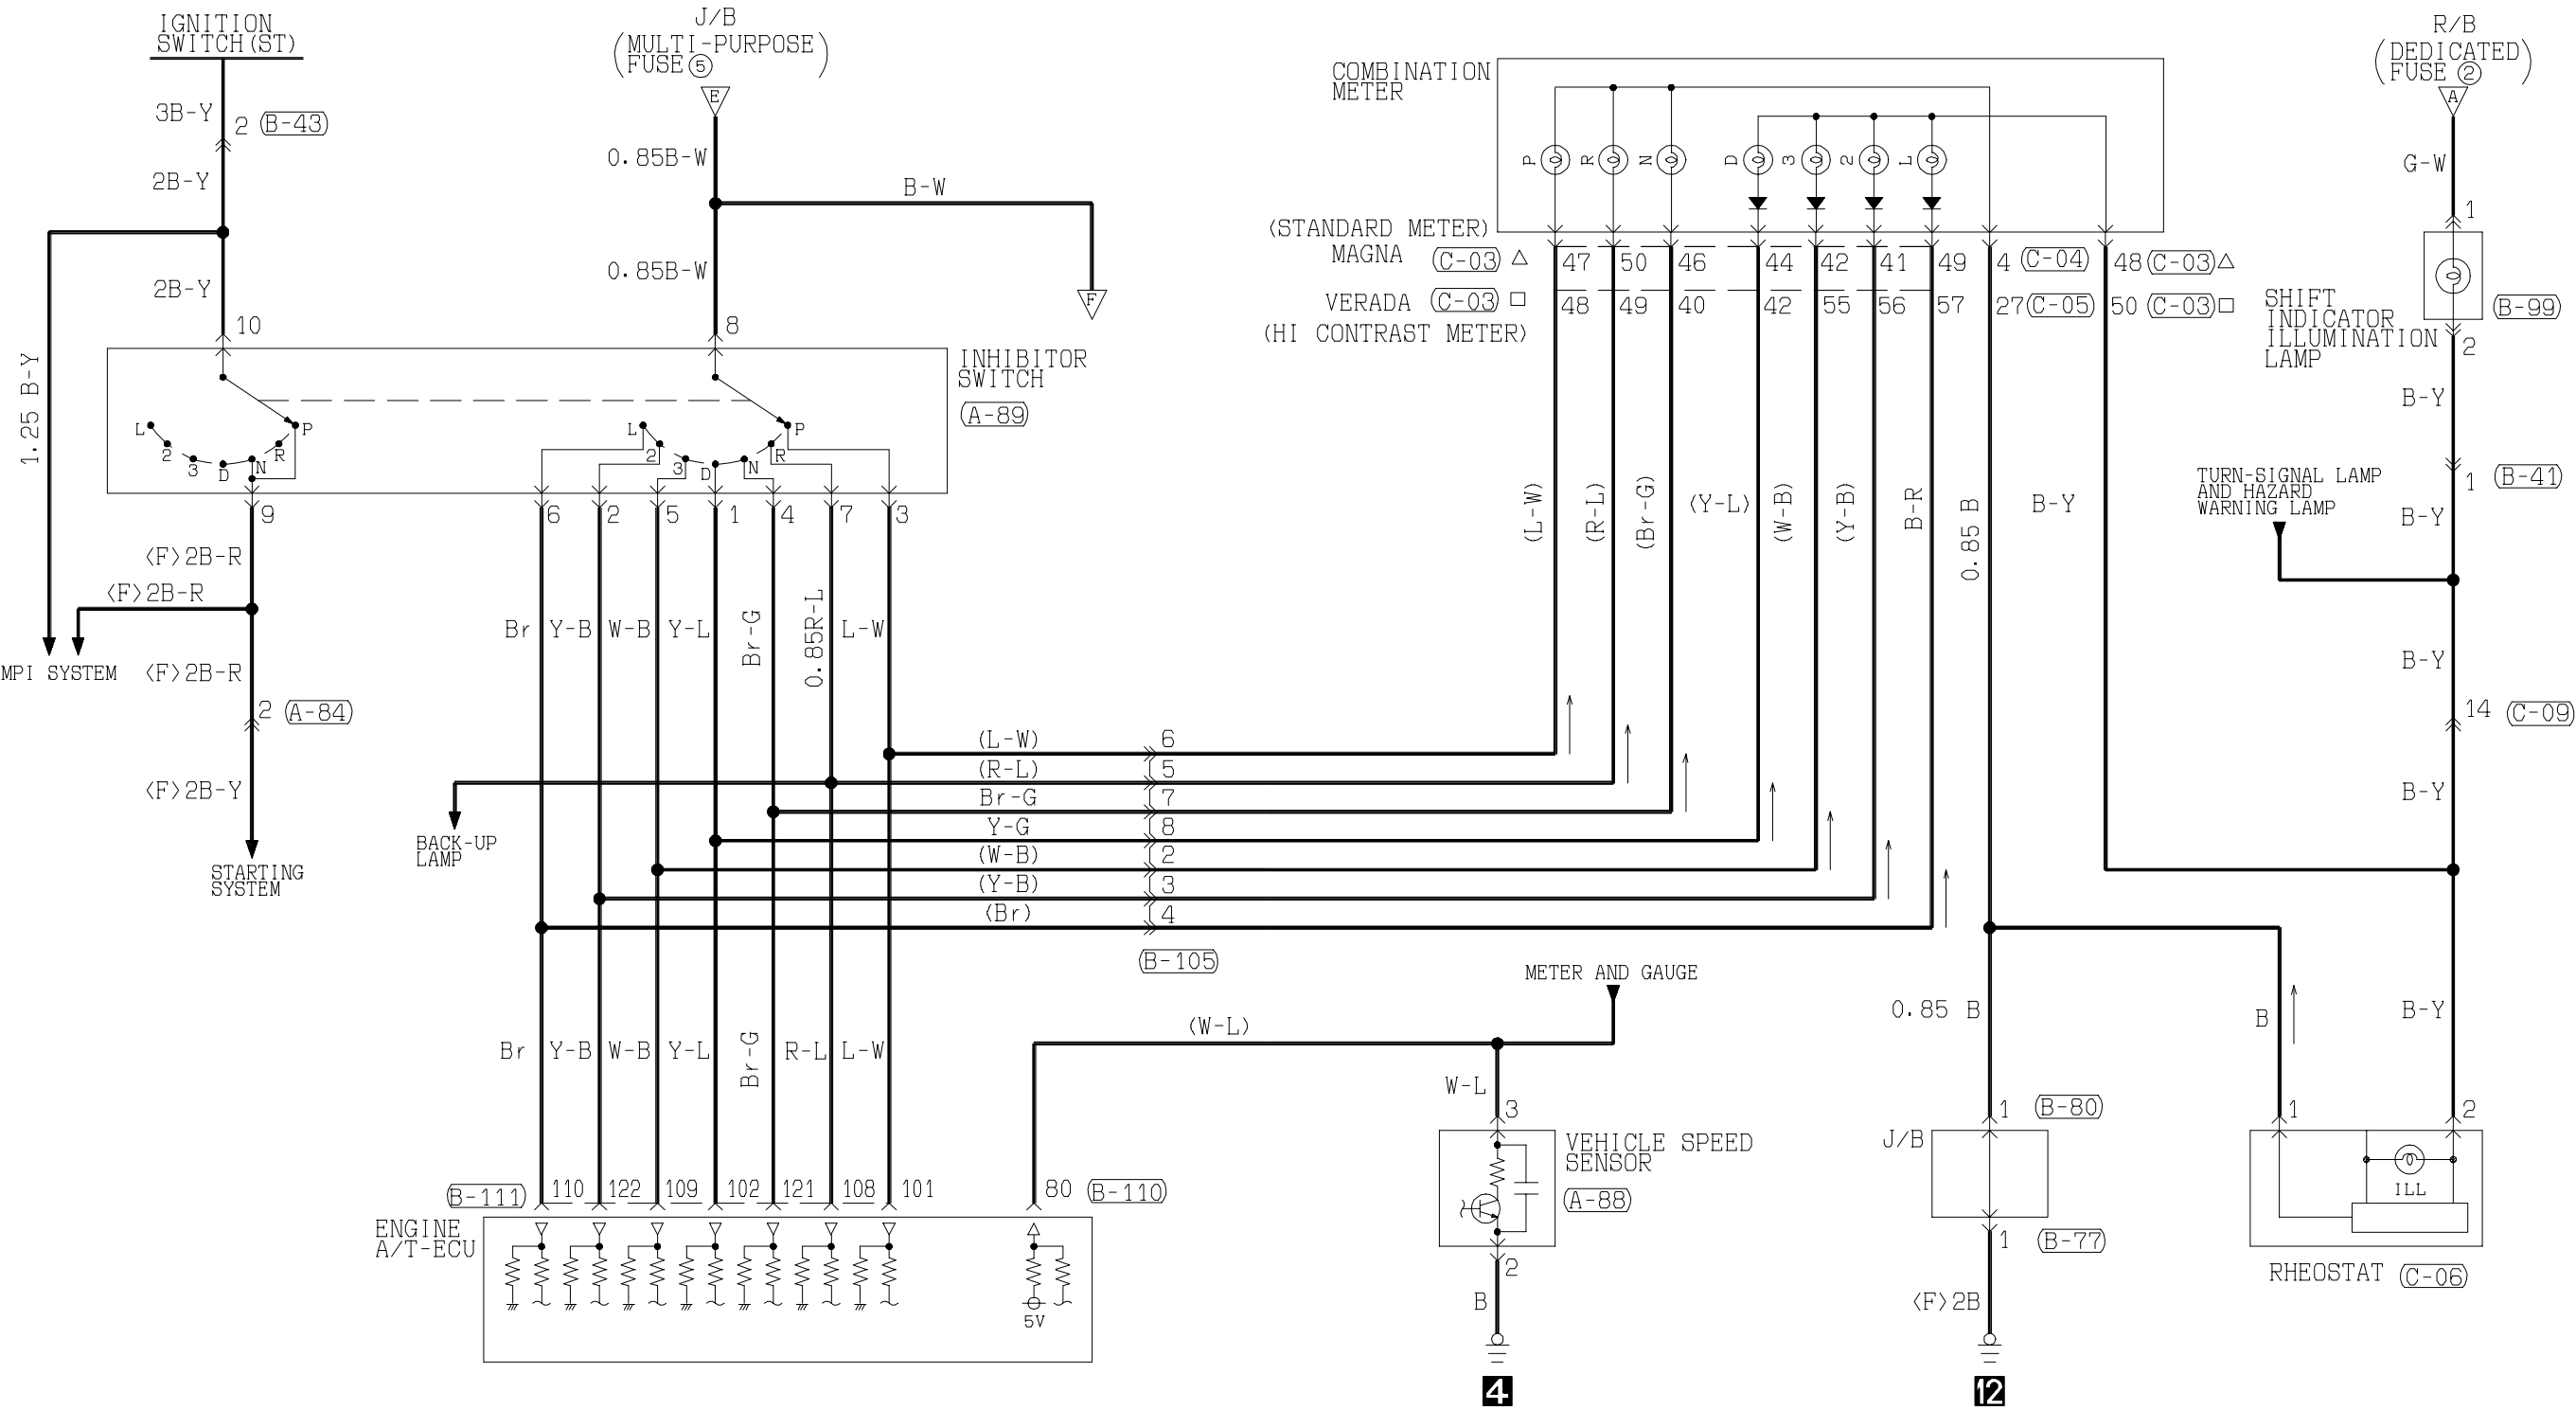 IGNITION
SWITCH(ST)
J/B
(MULTI-PURPOSE)
FUSE ⑤
R/B
(DEDICATED)
FUSE ②
COMBINATION
METER
E
A
3B-Y
2 (B-43)
0.85B-W
2B-Y
B-W
P R N D 3 2 L
G-W
1
(STANDARD METER)
MAGNA (C-03) △ 47 50 46 44 42 41 49 4 (C-04) 48 (C-03) △
VERADA (C-03) □ 48 49 40 42 55 56 57 27 (C-05) 50 (C-03) □
(HI CONTRAST METER)
0.85B-W
2B-Y
F
SHIFT
INDICATOR
ILLUMINATION
LAMP
(B-99)
2
10
8
INHIBITOR
SWITCH
(A-89)
1.25 B-Y
L 2 3 D N R P
L 2 3 D N R P
B-Y
9 6 2 5 1 4 7 3
1 (B-41)
TURN-SIGNAL LAMP
AND HAZARD
WARNING LAMP
(L-W) (R-L) (Br-G) (Y-L) (W-B) (Y-B) B-R 0.85 B B-Y
B-Y
<F>2B-R
<F>2B-R
Br Y-B W-B Y-L Br-G 0.85R-L L-W
MPI SYSTEM
<F>2B-R
B-Y
2 (A-84)
14 (C-09)
(L-W) 6
(R-L) 5
Br-G 7
Y-G 8
(W-B) 2
(Y-B) 3
(Br) 4
(B-105)
<F>2B-Y
B-Y
BACK-UP
LAMP
STARTING
SYSTEM
METER AND GAUGE
(W-L)
0.85 B
B
B-Y
Br Y-B W-B Y-L Br-G R-L L-W
W-L
3
1 (B-80)
1
2
J/B
VEHICLE SPEED
SENSOR
(A-88)
(B-111) 110 122 109 102 121 108 101 80 (B-110)
ENGINE
A/T-ECU
ILL
1 (B-77)
2
RHEOSTAT (C-06)
5V
B
<F>2B
4
12